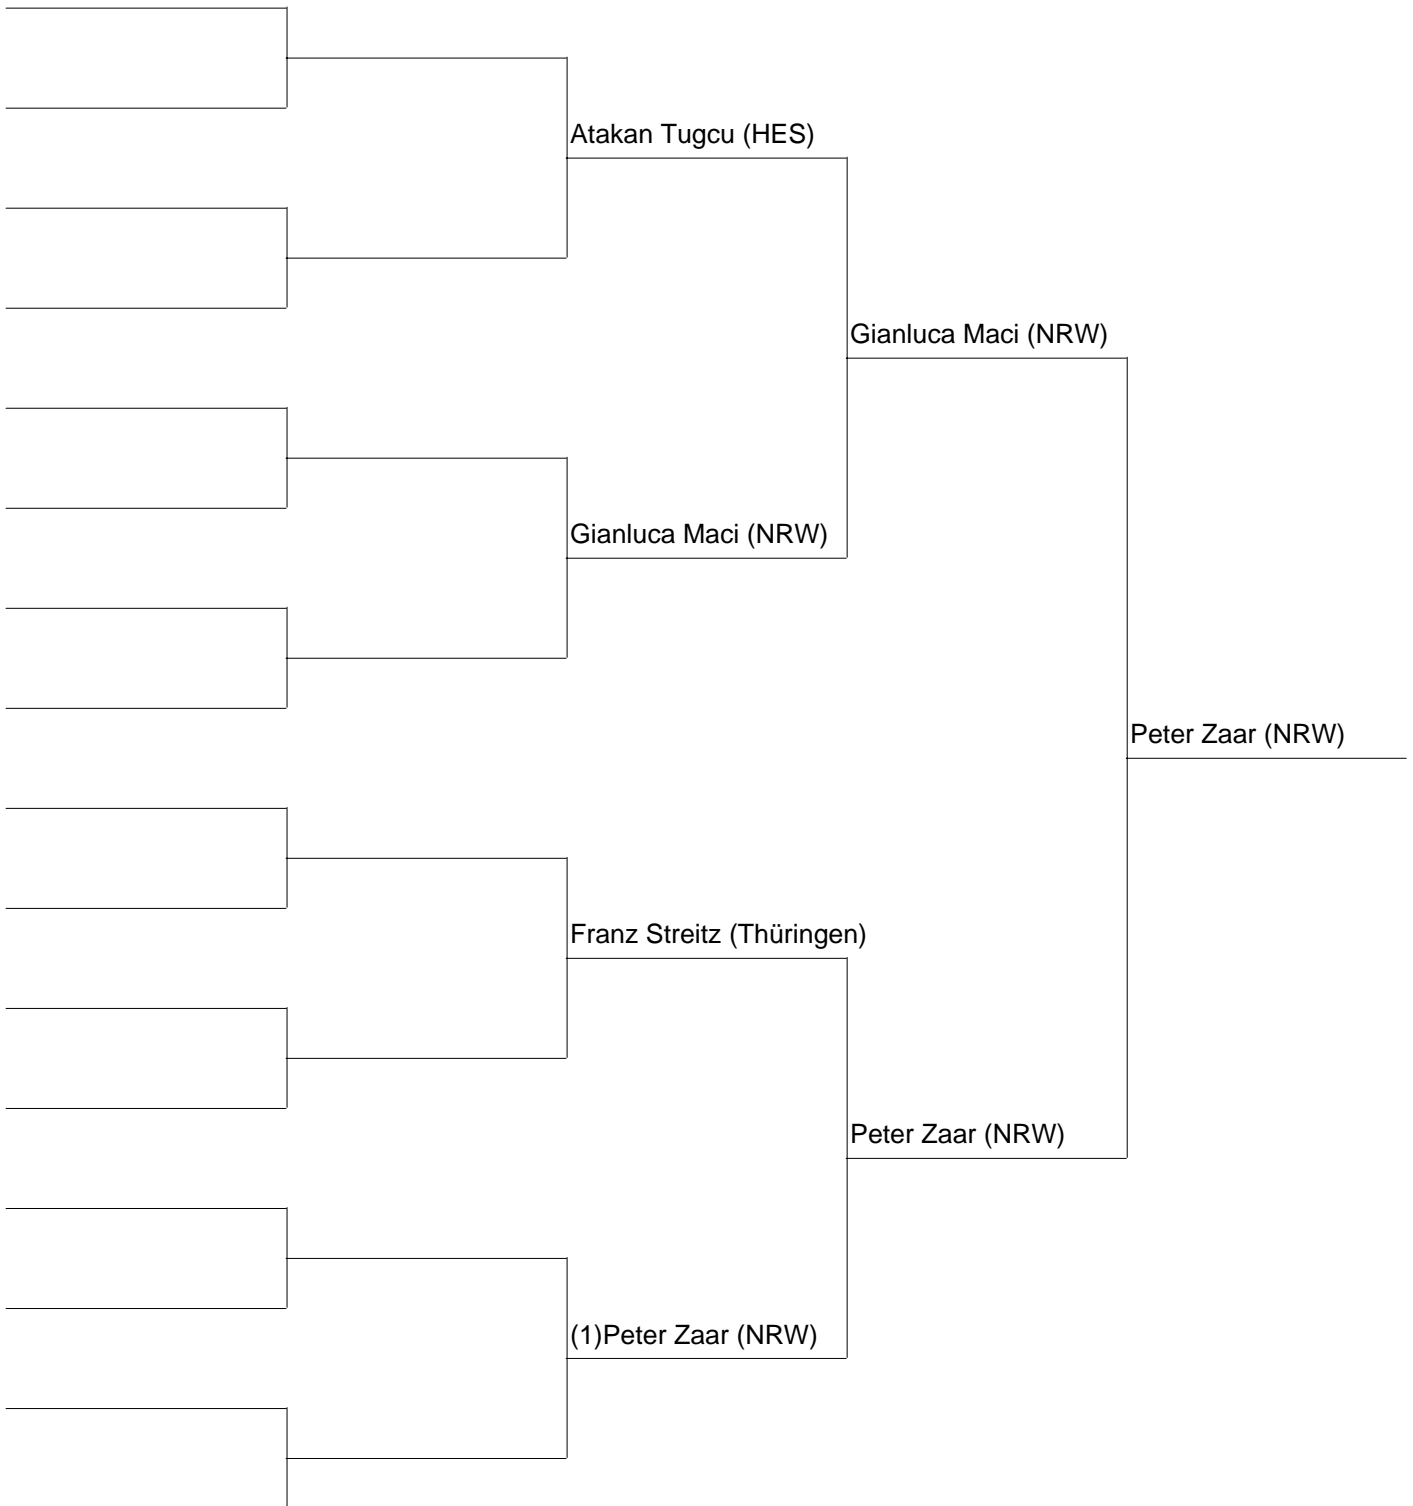 Atakan Tugcu (HES)
Gianluca Maci (NRW)
Gianluca Maci (NRW)
Peter Zaar (NRW)
Franz Streitz (Thüringen)
Peter Zaar (NRW)
(1)Peter Zaar (NRW)